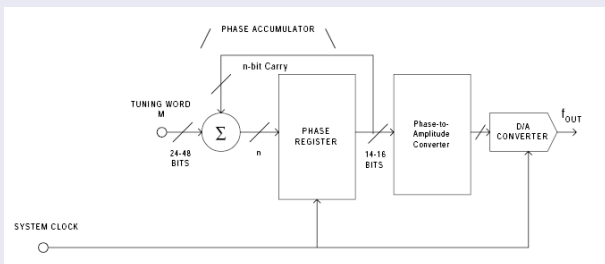 PHASE ACCUMULATOR
n-bit Carry
TUNING WORD
M
24-48
BITS
Σ
n
PHASE
REGISTER
14-16
BITS
Phase-to-
Amplitude
Converter
D/A
CONVERTER
fOUT
SYSTEM CLOCK